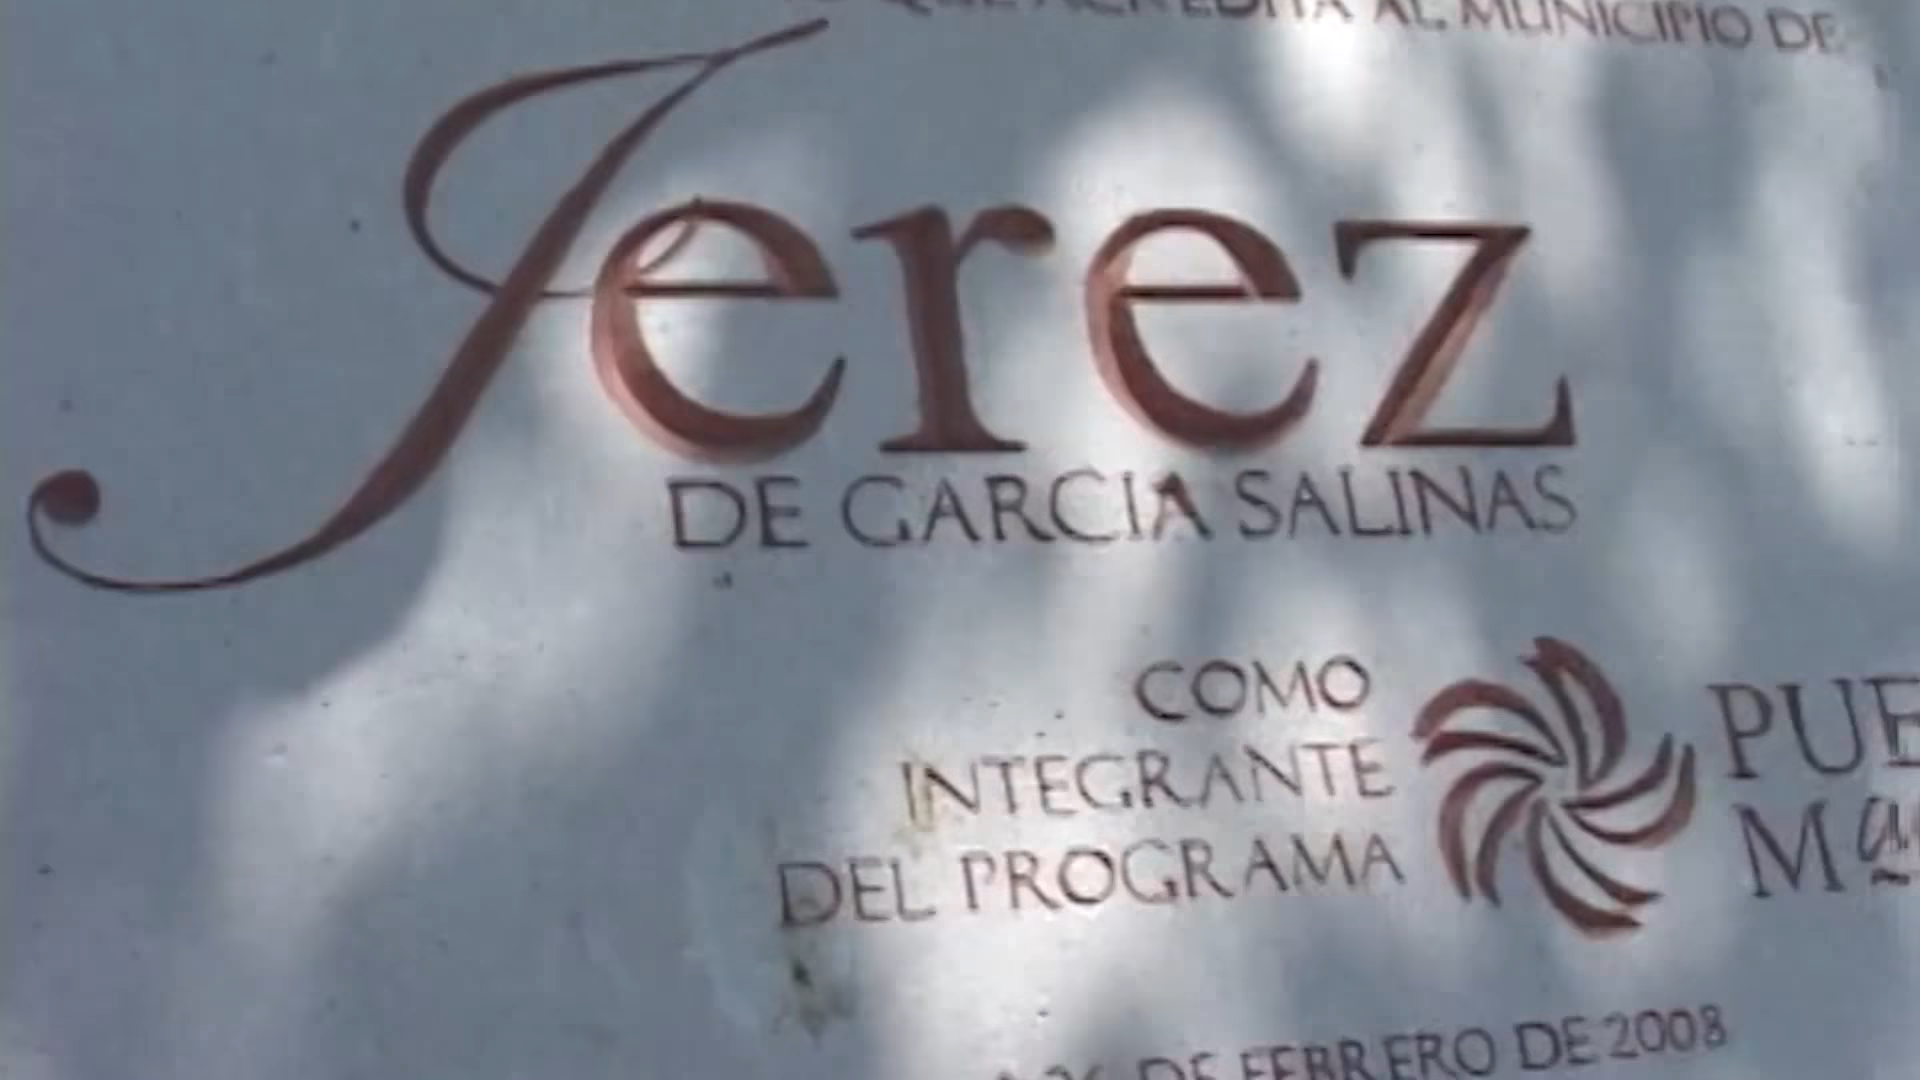 QUE ACREDITA AL MUNICIPIO DE
Jerez
DE GARCIA SALINAS
COMO
INTEGRANTE
DEL PROGRAMA
DE FEBRERO DE 2008